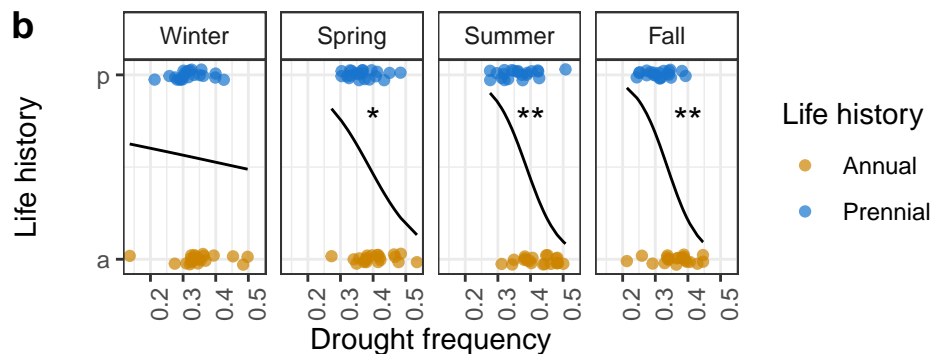 b
Winter
Spring
Summer
Fall
Life history
p
a
*
**
**
0.2
0.3
0.4
0.5
0.2
0.3
0.4
0.5
0.2
0.3
0.4
0.5
0.2
0.3
0.4
0.5
Drought frequency
Life history
Annual
Prennial